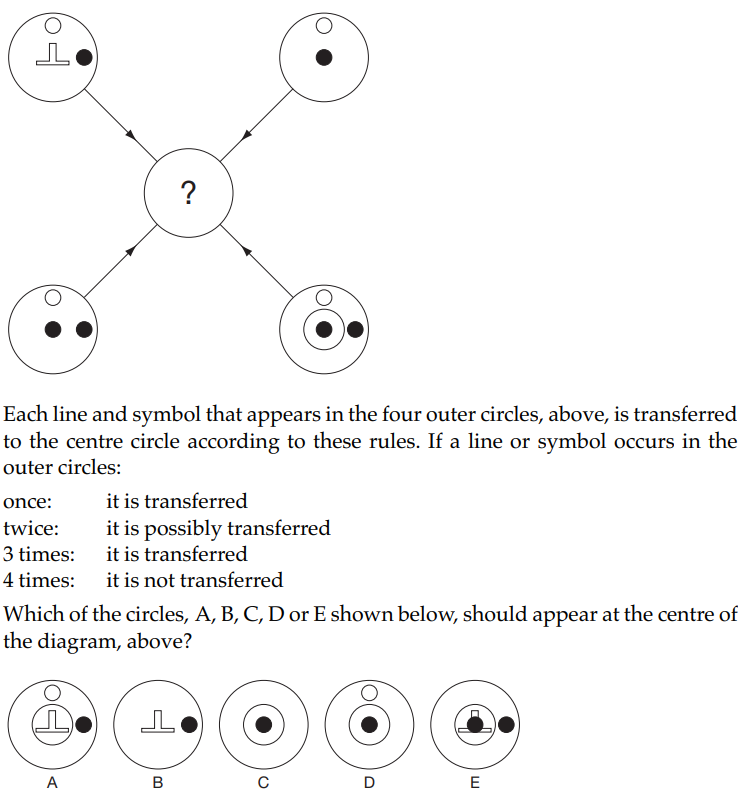 ?
Each line and symbol that appears in the four outer circles, above, is transferred
to the centre circle according to these rules. If a line or symbol occurs in the
outer circles:
once: it is transferred
twice: it is possibly transferred
3 times: it is transferred
4 times: it is not transferred
Which of the circles, A, B, C, D or E shown below, should appear at the centre of
the diagram, above?
A B C D E